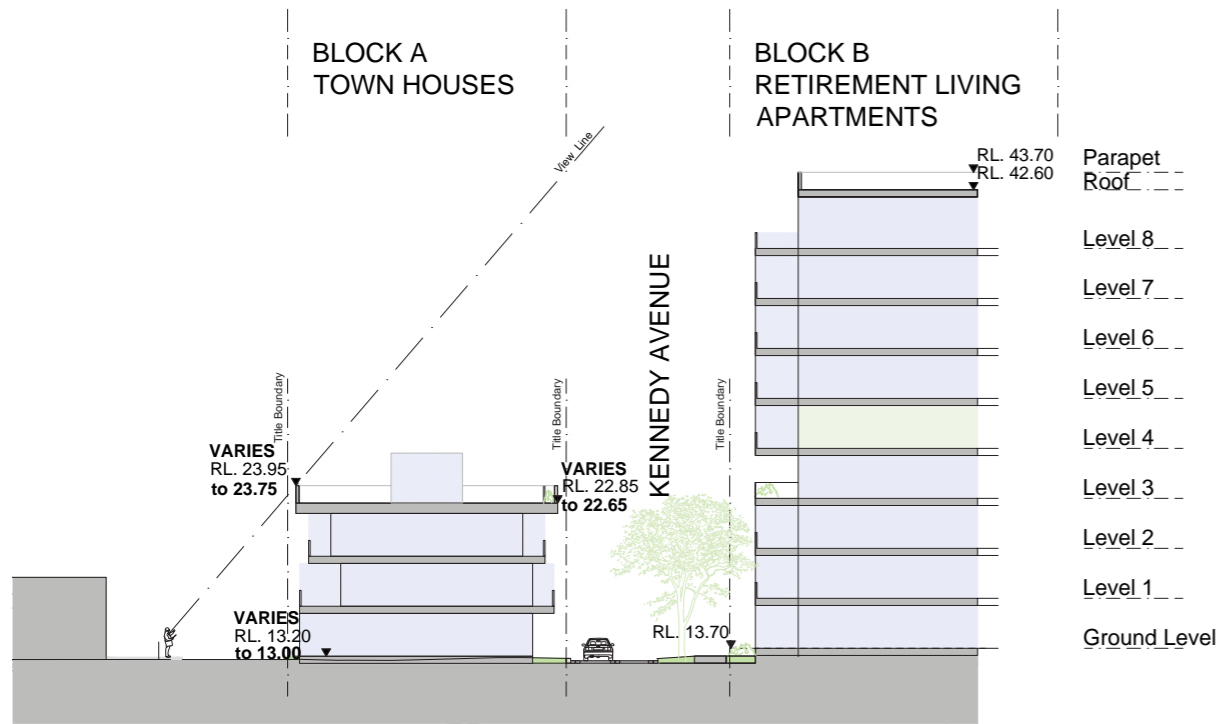 BLOCK A
TOWN HOUSES
BLOCK B
RETIREMENT LIVING
APARTMENTS
View Line
RL. 43.70
RL. 42.60
Parapet
Roof
Level 8
Level 7
Level 6
Level 5
Level 4
Level 3
Level 2
Level 1
Ground Level
KENNEDY AVENUE
Title Boundary
Title Boundary
Title Boundary
VARIES
RL. 23.95
to 23.75
VARIES
RL. 22.85
to 22.65
VARIES
RL. 13.20
to 13.00
RL. 13.70